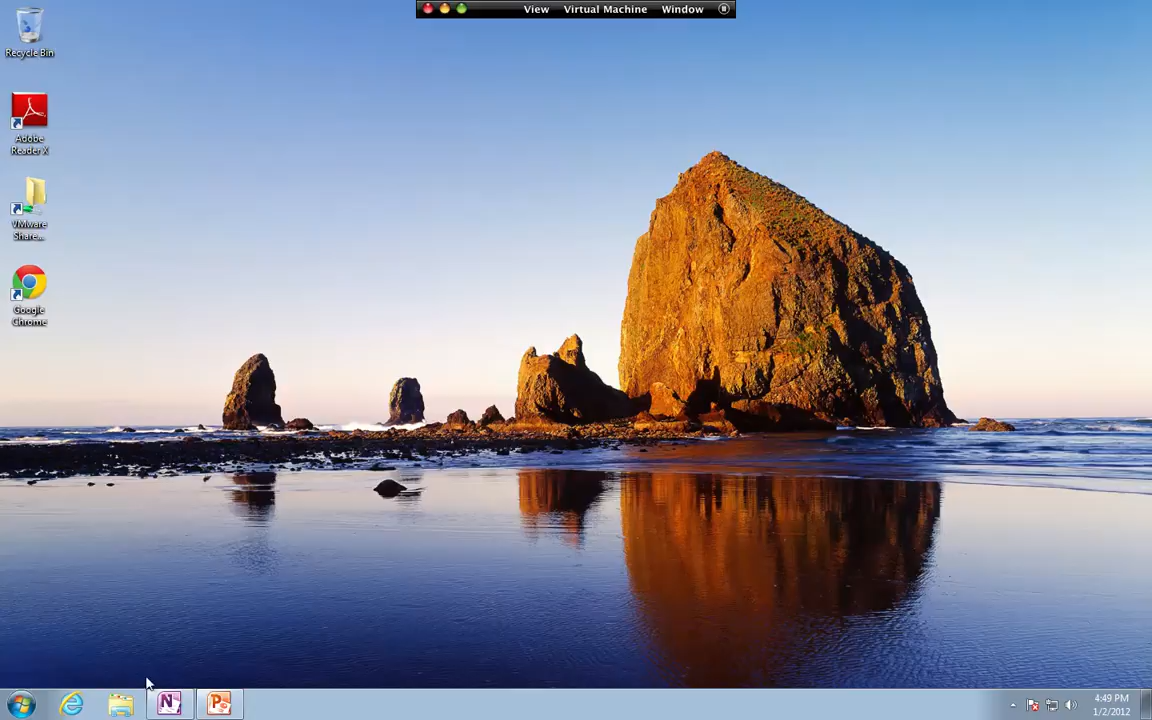 View Virtual Machine Window
Recycle Bin
Adobe
Reader X
VMware
Share...
Google
Chrome
4:49 PM
1/2/2012